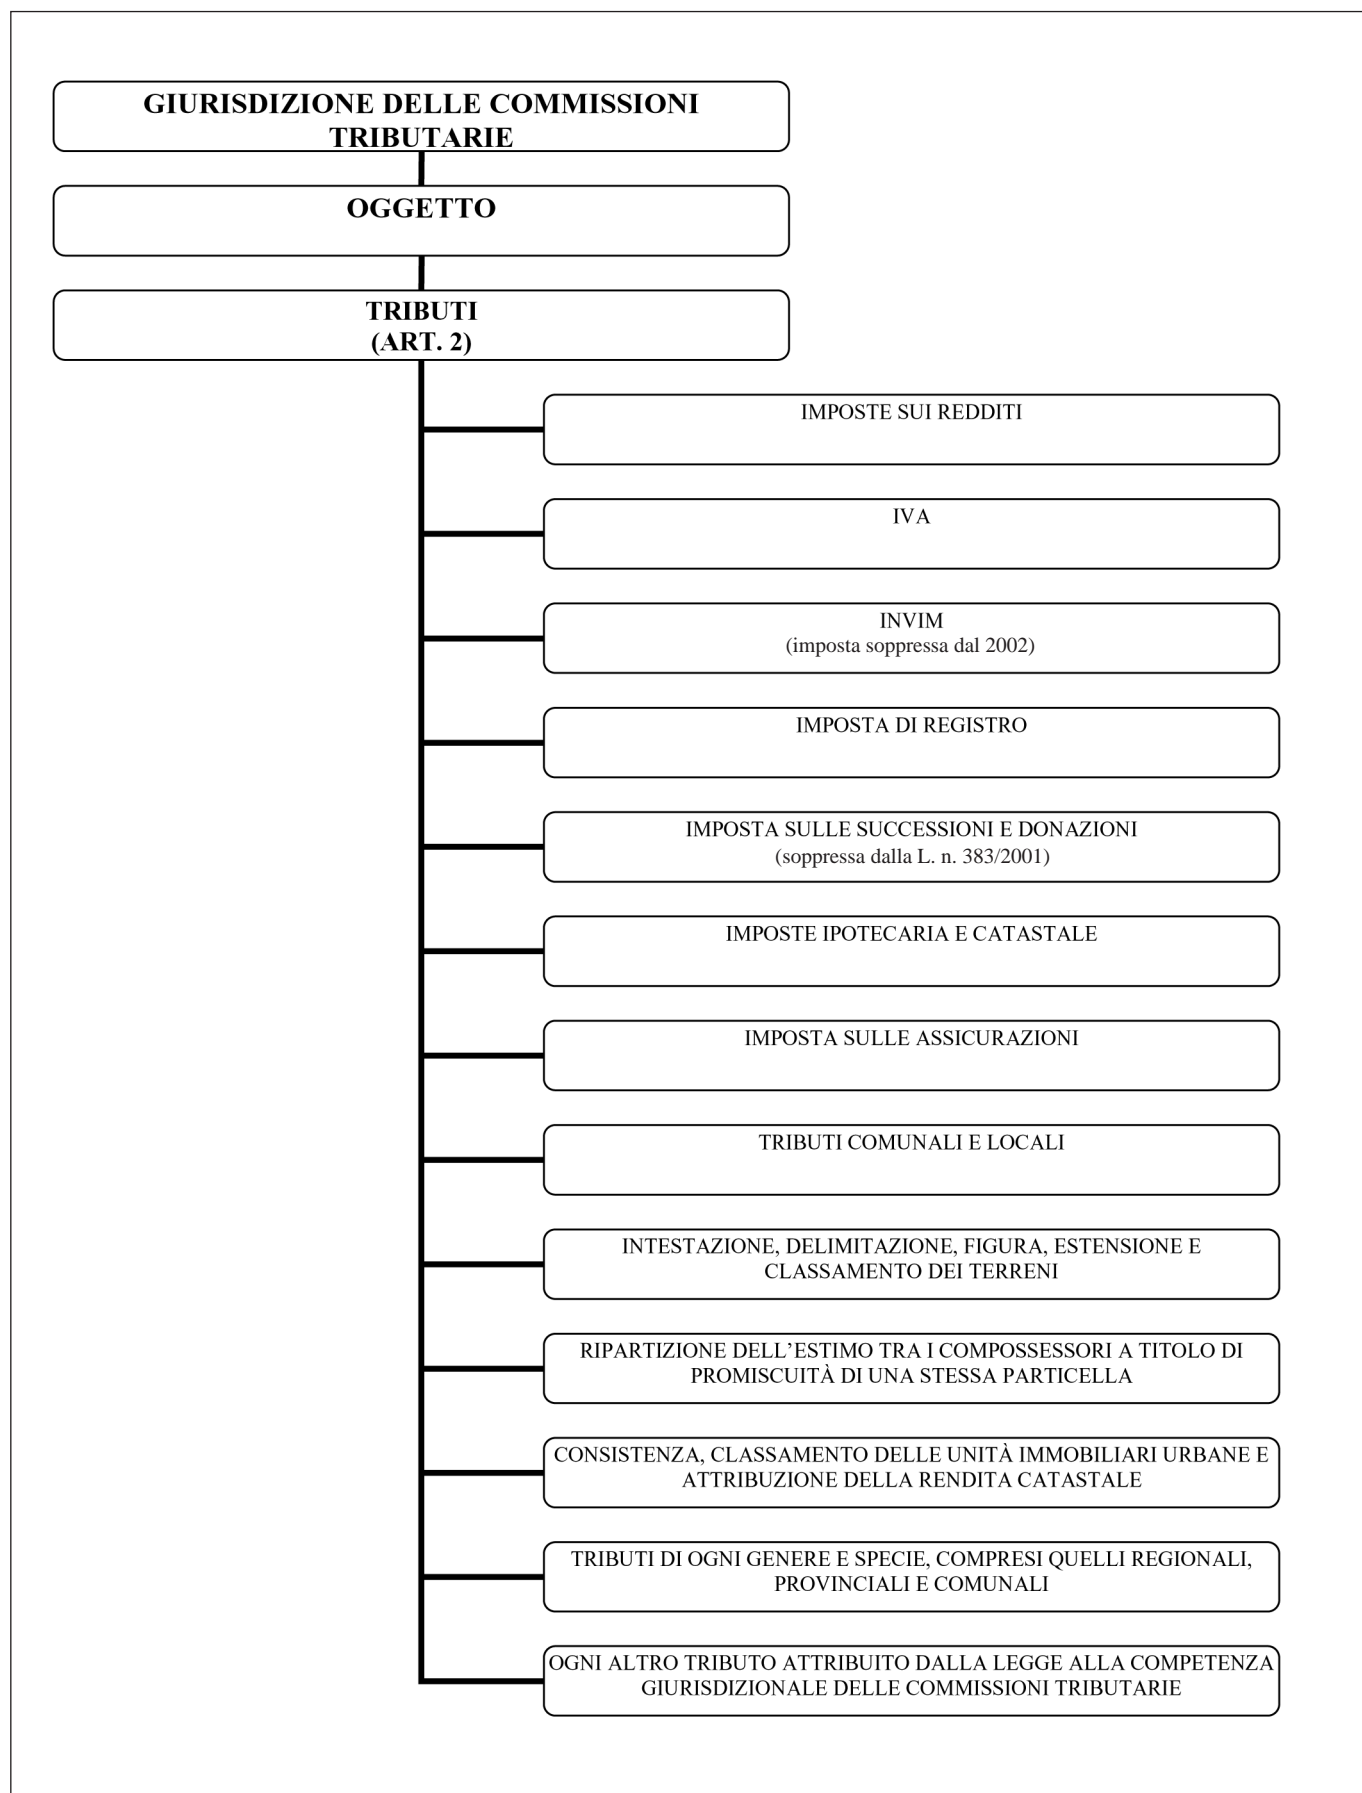 GIURISDIZIONE DELLE COMMISSIONI
TRIBUTARIE
OGGETTO
TRIBUTI
(ART. 2)
IMPOSTE SUI REDDITI
IVA
INVIM
(imposta soppressa dal 2002)
IMPOSTA DI REGISTRO
IMPOSTA SULLE SUCCESSIONI E DONAZIONI
(soppressa dalla L. n. 383/2001)
IMPOSTE IPOTECARIA E CATASTALE
IMPOSTA SULLE ASSICURAZIONI
TRIBUTI COMUNALI E LOCALI
INTESTAZIONE, DELIMITAZIONE, FIGURA, ESTENSIONE E
CLASSAMENTO DEI TERRENI
RIPARTIZIONE DELL’ESTIMO TRA I COMPOSSESSORI A TITOLO DI
PROMISCUITÀ DI UNA STESSA PARTICELLA
CONSISTENZA, CLASSAMENTO DELLE UNITÀ IMMOBILIARI URBANE E
ATTRIBUZIONE DELLA RENDITA CATASTALE
TRIBUTI DI OGNI GENERE E SPECIE, COMPRESI QUELLI REGIONALI,
PROVINCIALI E COMUNALI
OGNI ALTRO TRIBUTO ATTRIBUITO DALLA LEGGE ALLA COMPETENZA
GIURISDIZIONALE DELLE COMMISSIONI TRIBUTARIE